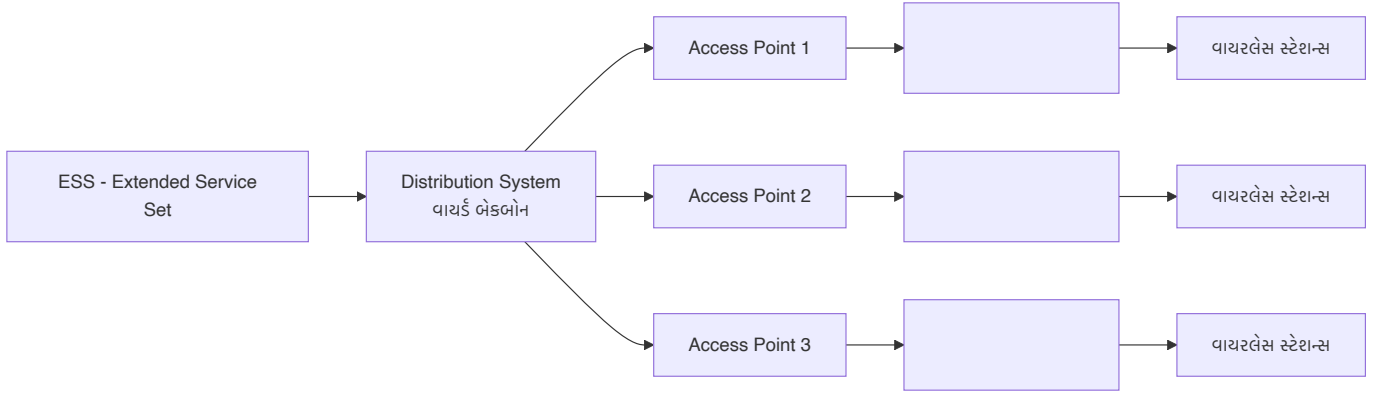 ESS - Extended Service
Set
Distribution System
વાયર્ડ બેકબોન
Access Point 1
વાયરલેસ સ્ટેશન્સ
Access Point 2
વાયરલેસ સ્ટેશન્સ
Access Point 3
વાયરલેસ સ્ટેશન્સ